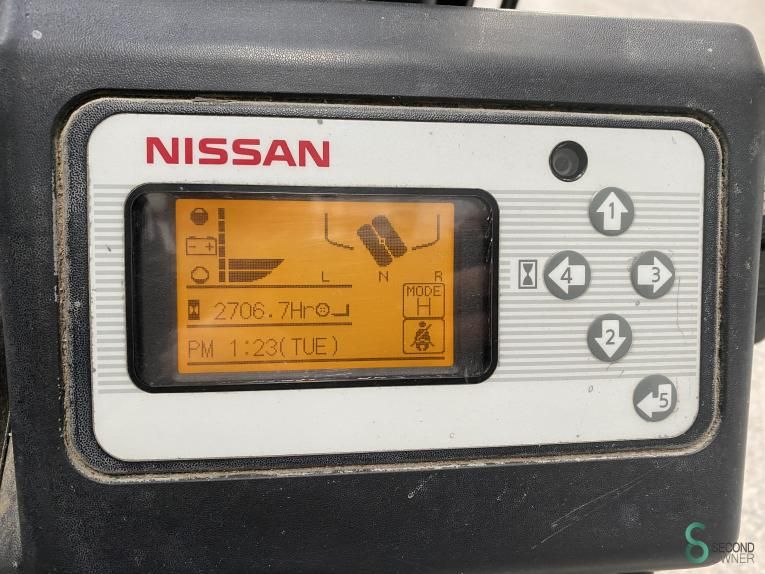 NISSAN
1
L N R
4 3
MODE
H
2706.7Hr
2
PM 1:23(TUE)
5
SECOND
OWNER